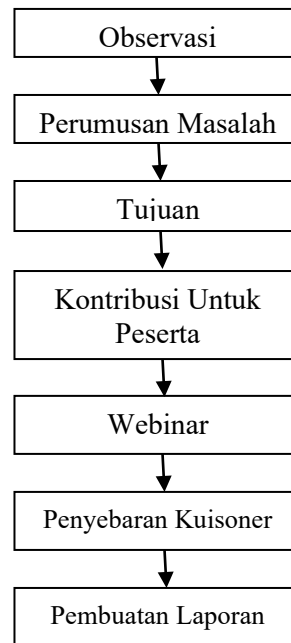 Observasi
Perumusan Masalah
Tujuan
Kontribusi Untuk
Peserta
Webinar
Penyebaran Kuisoner
Pembuatan Laporan